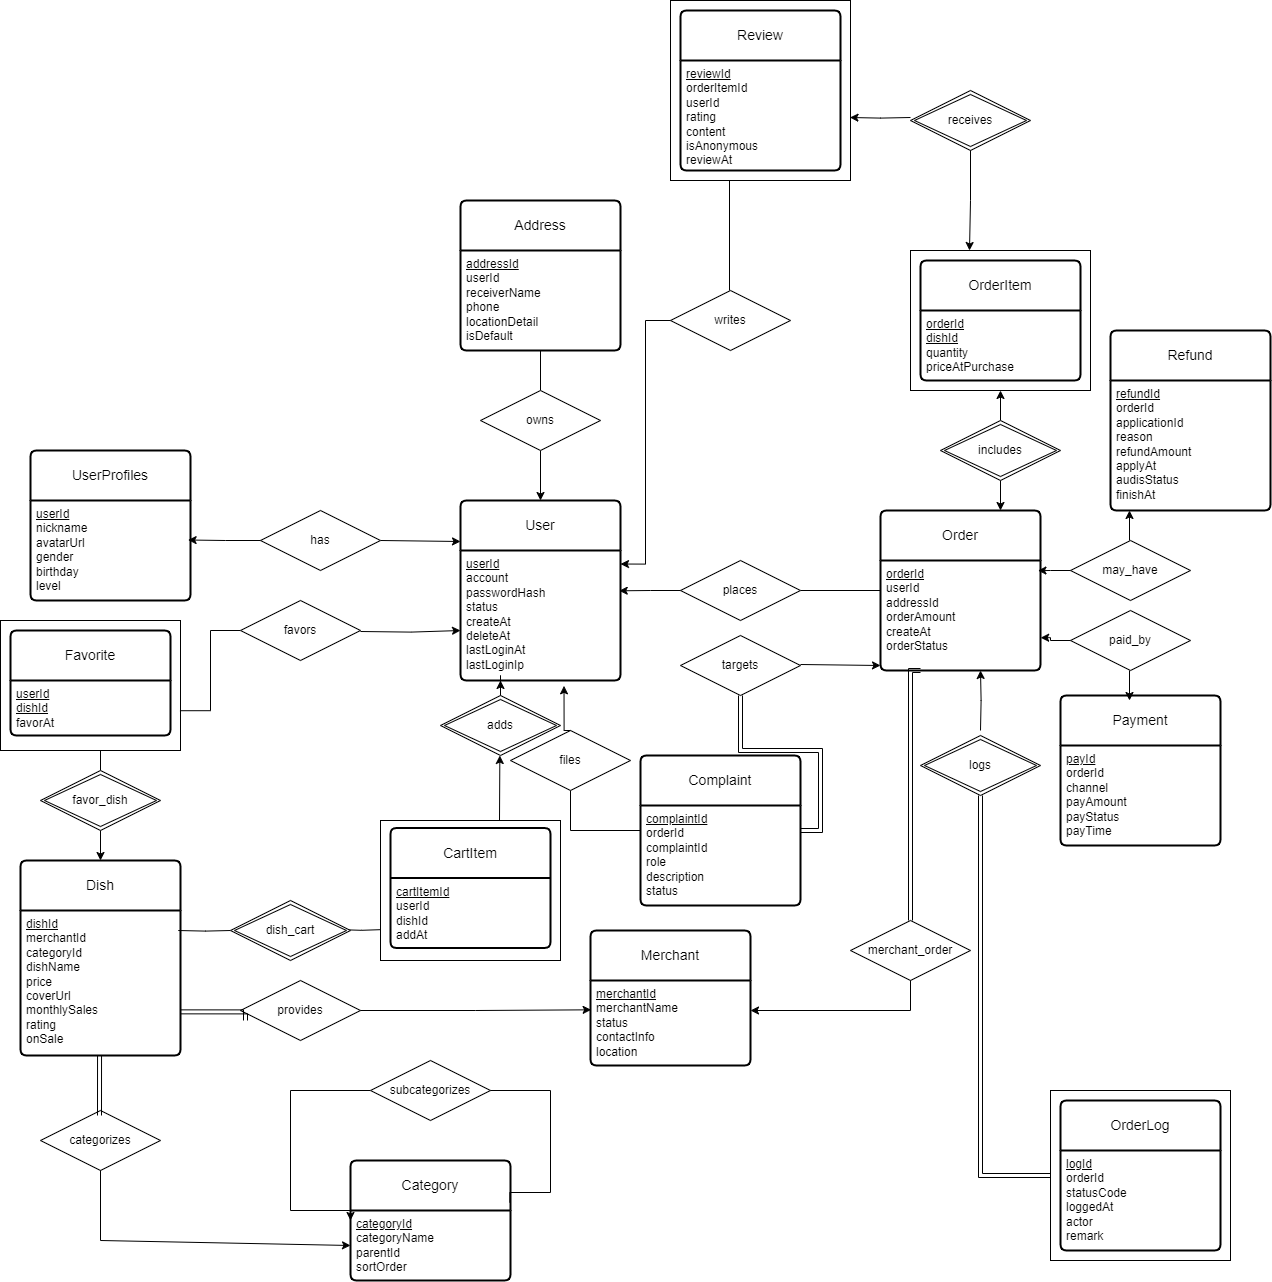 Review
reviewId
orderItemId
userId
rating
content
isAnonymous
reviewAt
receives
Address
addressId
userId
receiverName
phone
locationDetail
isDefault
OrderItem
orderId
dishId
quantity
priceAtPurchase
writes
Refund
refundId
orderId
applicationId
reason
refundAmount
applyAt
audisStatus
finishAt
owns
includes
UserProfiles
userId
nickname
avatarUrl
gender
birthday
level
has
User
userId
account
passwordHash
status
createAt
deleteAt
lastLoginAt
lastLoginIp
Order
orderId
userId
addressId
orderAmount
createAt
orderStatus
may_have
places
favors
paid_by
Favorite
userId
dishId
favorAt
targets
adds
files
Payment
payId
orderId
channel
payAmount
payStatus
payTime
logs
Complaint
complaintId
orderId
complaintId
role
description
status
favor_dish
CartItem
cartItemId
userId
dishId
addAt
Dish
dishId
merchantId
categoryId
dishName
price
coverUrl
monthlySales
rating
onSale
dish_cart
merchant_order
Merchant
merchantId
merchantName
status
contactInfo
location
provides
subcategorizes
categorizes
Category
categoryId
categoryName
parentId
sortOrder
OrderLog
logId
orderId
statusCode
loggedAt
actor
remark